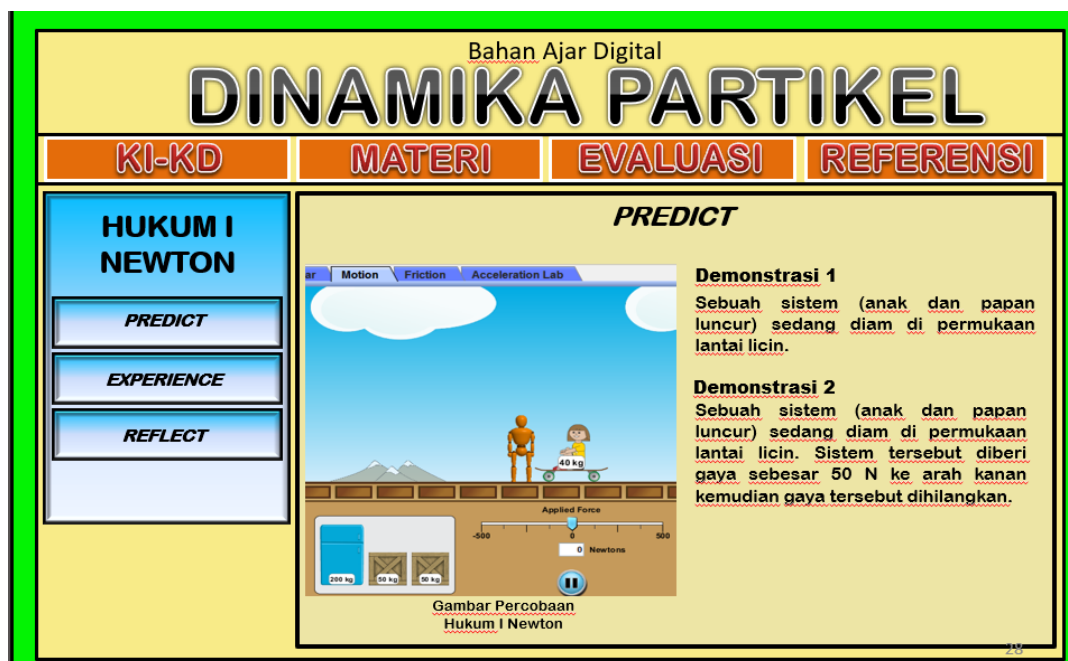 Bahan Ajar Digital
DINAMIKA PARTIKEL
KI-KD
MATERI
EVALUASI
REFERENSI
HUKUM I
NEWTON
PREDICT
EXPERIENCE
REFLECT
PREDICT
ar
Motion
Friction
Acceleration Lab
40 kg
Applied Force
-500
0
500
0 Newtons
200 kg
50 kg
50 kg
Gambar Percobaan
Hukum I Newton
Demonstrasi 1
Sebuah sistem (anak dan papan
luncur) sedang diam di permukaan
lantai licin.
Demonstrasi 2
Sebuah sistem (anak dan papan
luncur) sedang diam di permukaan
lantai licin. Sistem tersebut diberi
gaya sebesar 50 N ke arah kanan
kemudian gaya tersebut dihilangkan.
28